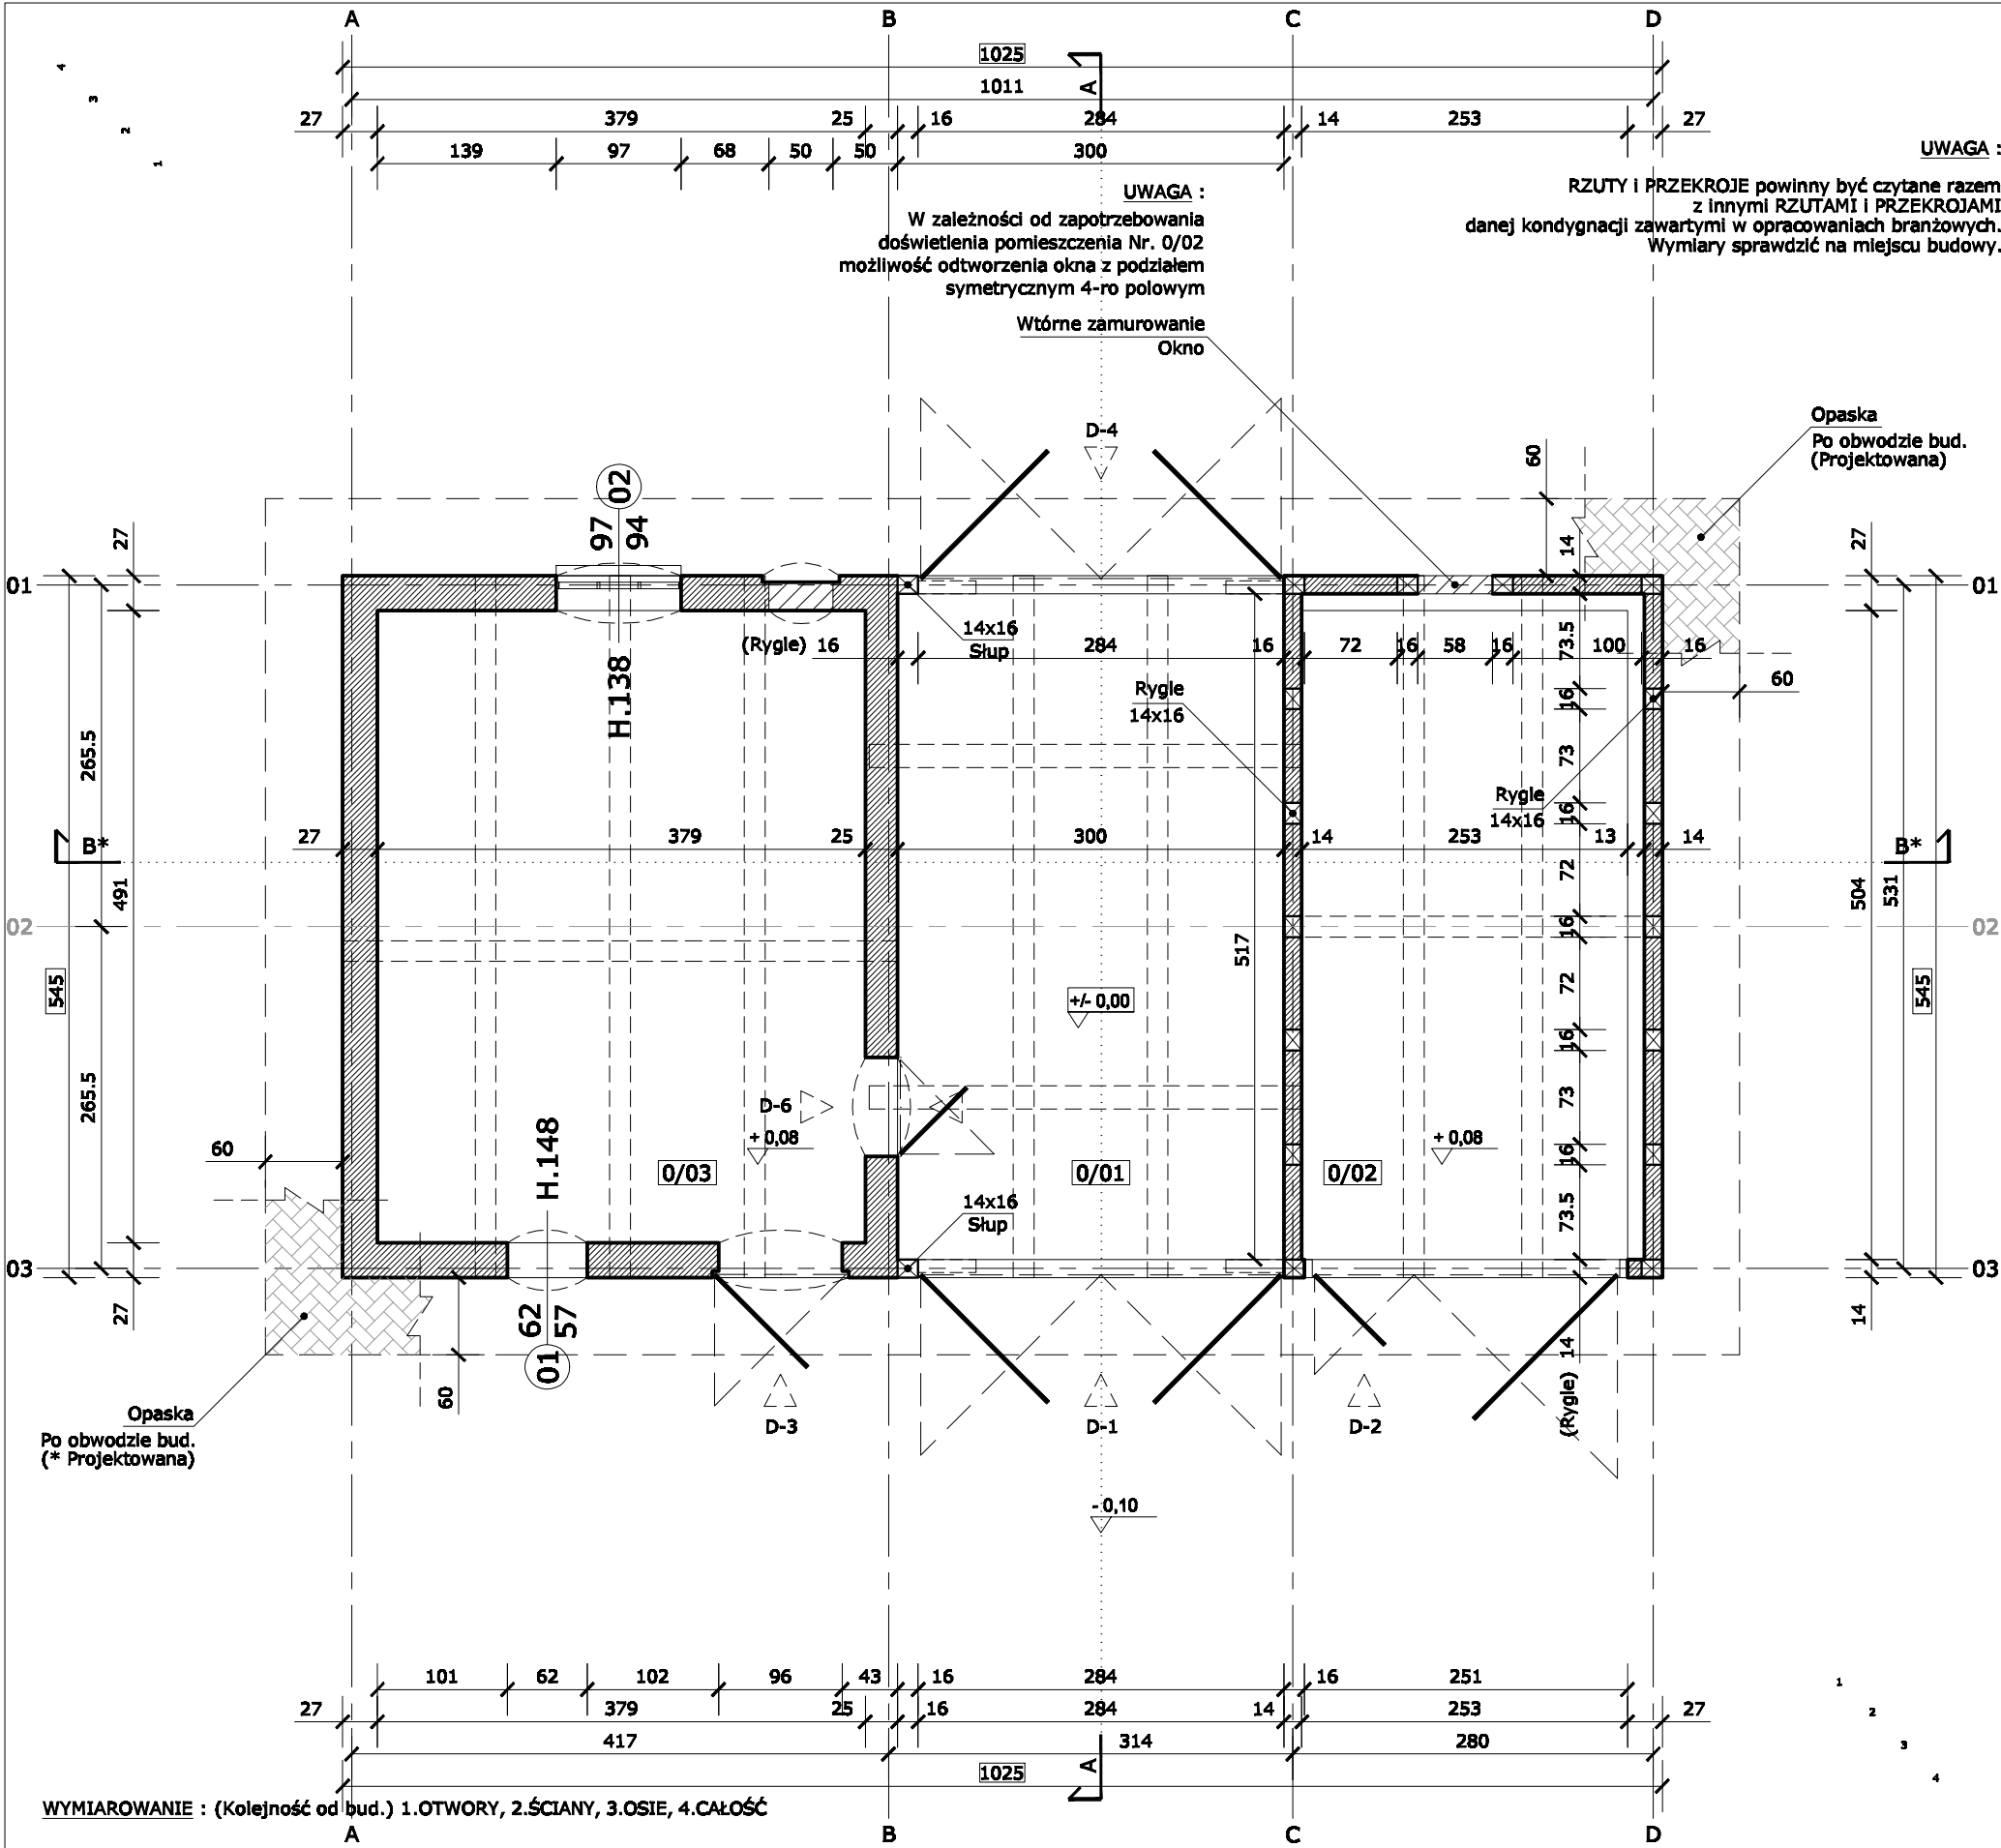 A B C D
1025
1011
27 379 25 16 284 14 253 27
139 97 68 50 50 300
A
4
3
2
1
UWAGA :
W zależności od zapotrzebowania
doświetlenia pomieszczenia Nr. 0/02
możliwość odtworzenia okna z podziałem
symetrycznym 4-ro polowym
Wtórne zamurowanie
Okno
UWAGA :
RZUTY i PRZEKROJE powinny być czytane razem
z innymi RZUTAMI i PRZEKROJAMI
danej kondygnacji zawartymi w opracowaniach branżowych.
Wymiary sprawdzić na miejscu budowy.
Opaska
Po obwodzie bud.
(Projektowana)
D-4
60
02
97
94
H.138
27
14
27
01
01
14x16
Słup
(Rygle) 16 284 16 72 16 58 16 100 16
60
Rygle
14x16
73.5
16
73
16
72
16
72
16
73
16
73.5
(Rygle) 14
Rygle
14x16
265.5
491
265.5
545
27 379 25 300 14 253 13 14
B*
B*
504
531
545
02
02
517
+/- 0,00
D-6
+ 0,08
+ 0,08
0/03
0/01
0/02
H.148
60
14x16
Słup
03
03
27
14
62
57
01
60
Opaska
Po obwodzie bud.
(* Projektowana)
D-3
D-1
D-2
- 0,10
101 62 102 96 43 16 284 16 251
27 379 25 16 284 14 253 27
417 314 280
1025
A
1
2
3
4
WYMIAROWANIE : (Kolejność od bud.) 1.OTWORY, 2.ŚCIANY, 3.OSIE, 4.CAŁOŚĆ
A B C D